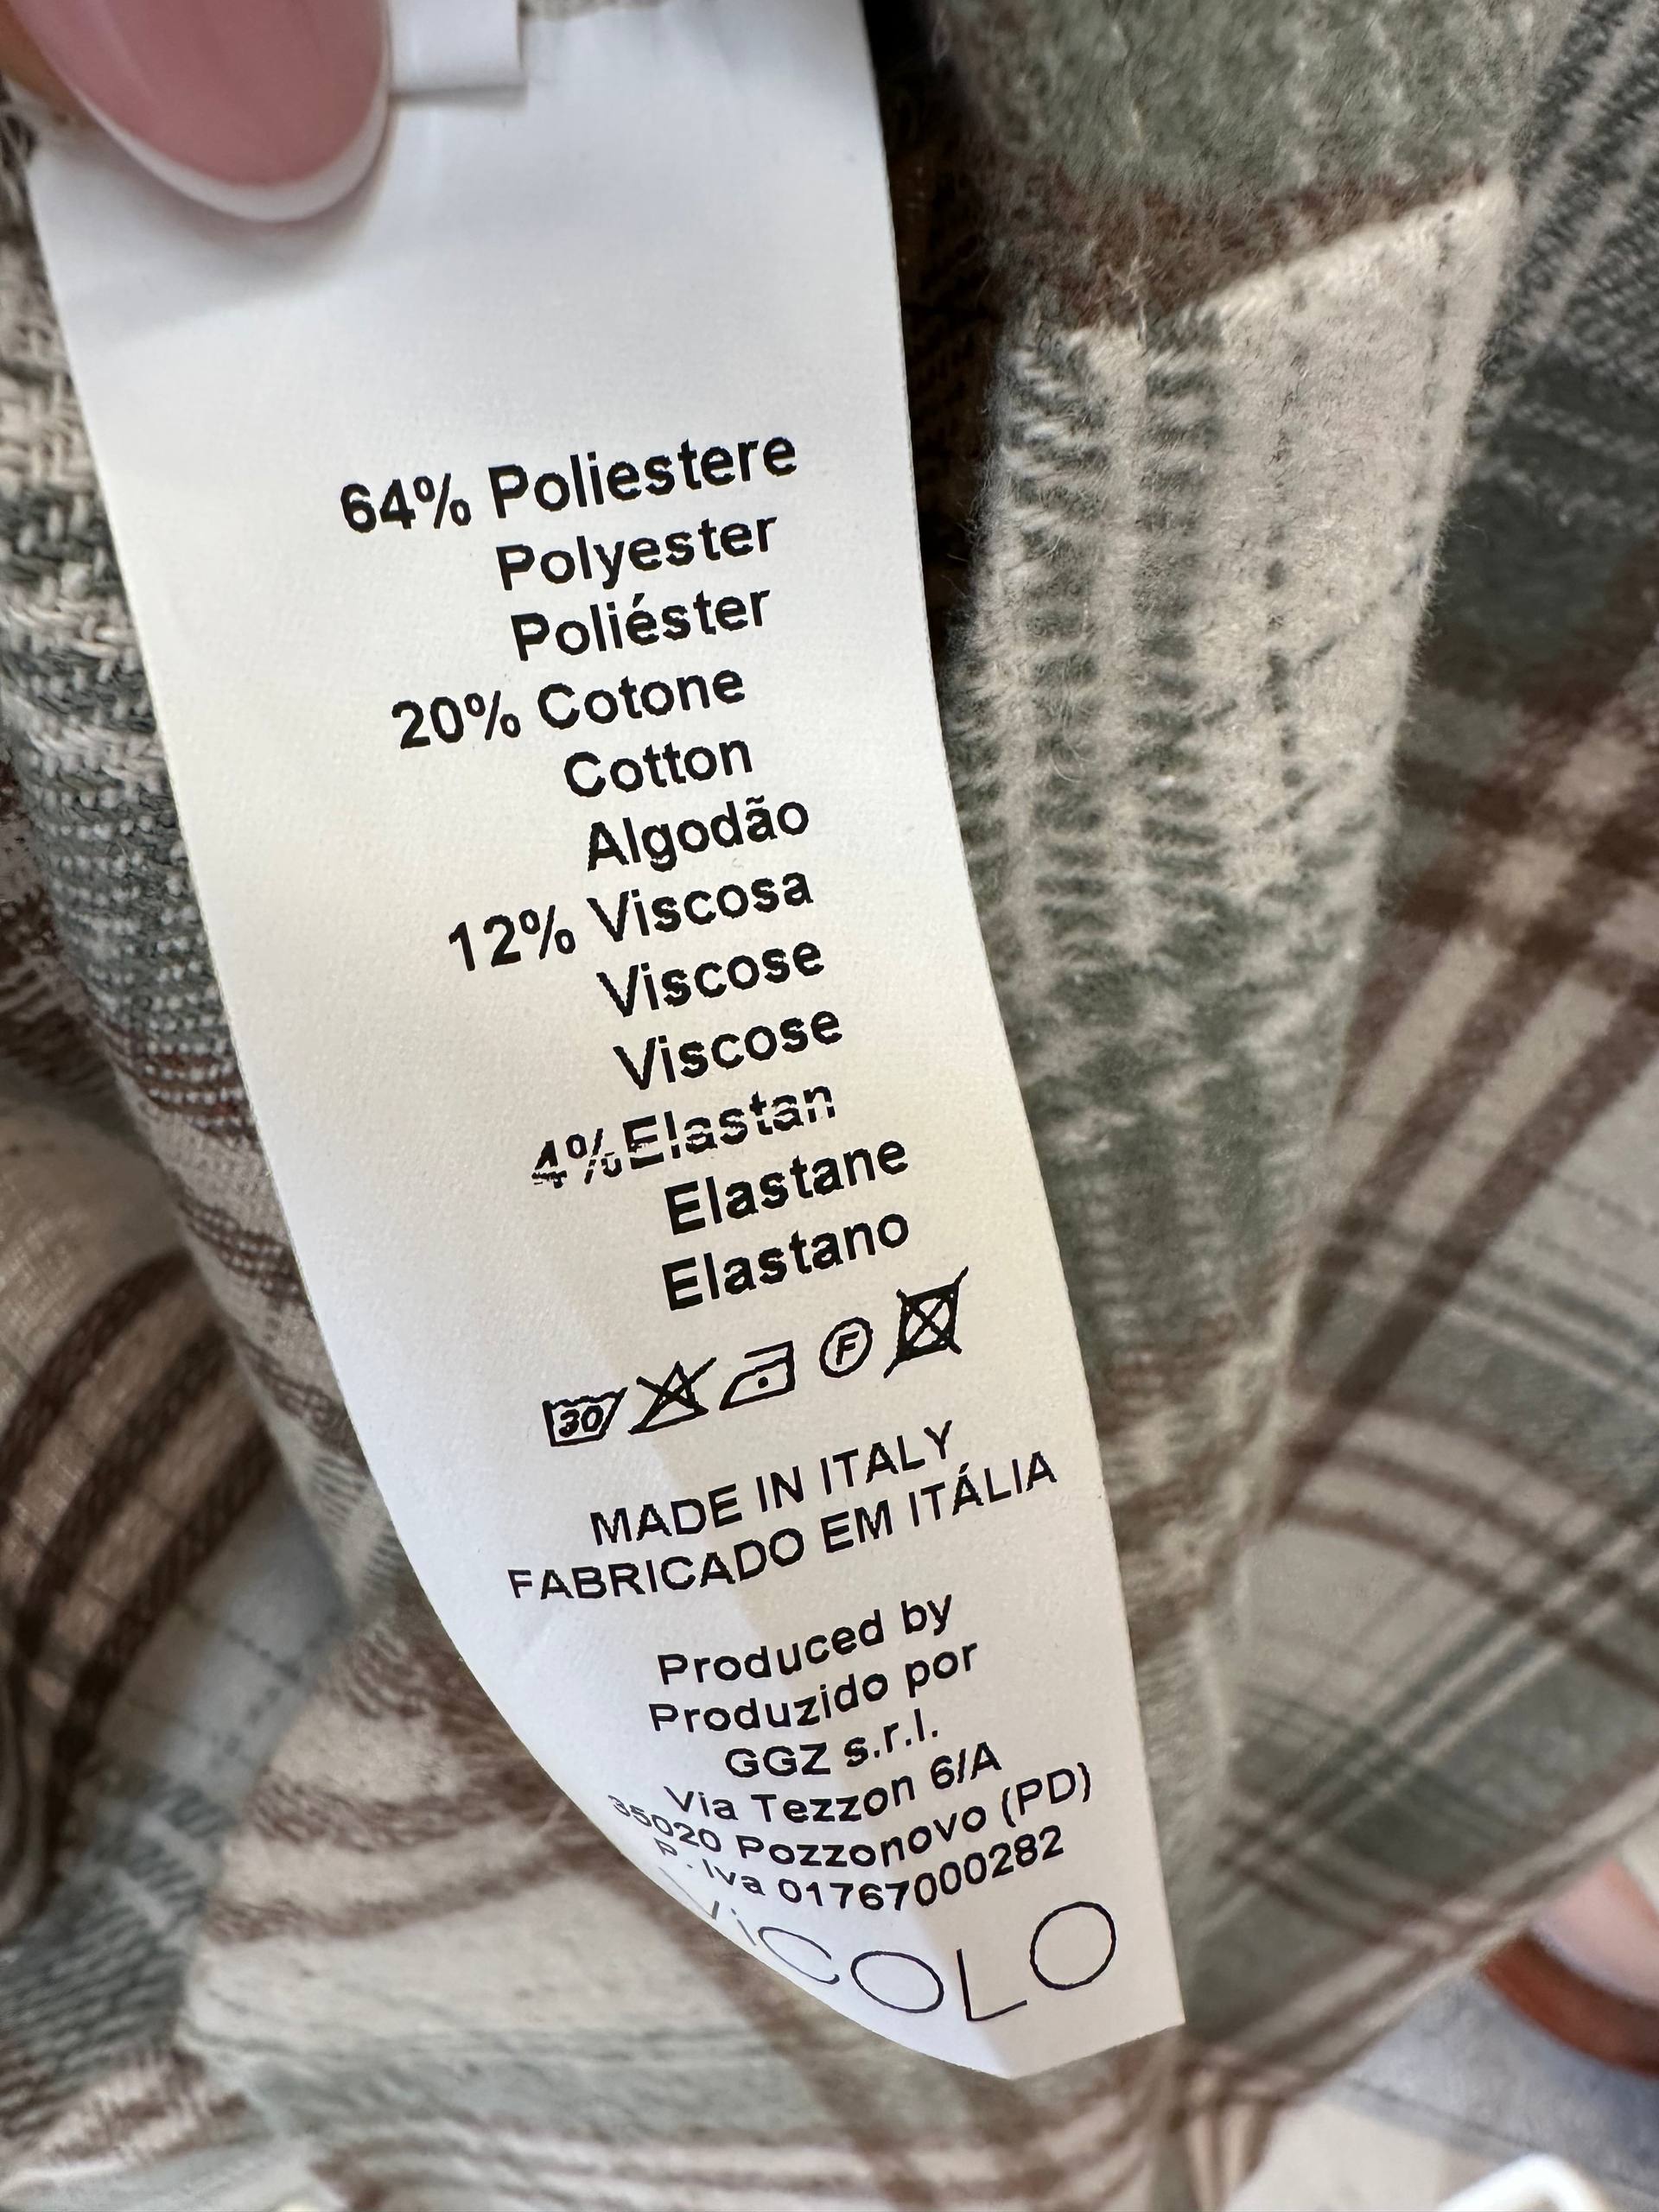 64% Poliestere
Polyester
Poliéster
20% Cotone
Cotton
Algodão
12% Viscosa
Viscose
Viscose
4% Elastan
Elastane
Elastano
30 F
MADE IN ITALY
FABRICADO EM ITÁLIA
Produced by
Produzido por
GGZ s.r.l.
Via Tezzon 6/A
35020 Pozzonovo (PD)
P.Iva 01767000282
ViCOLO